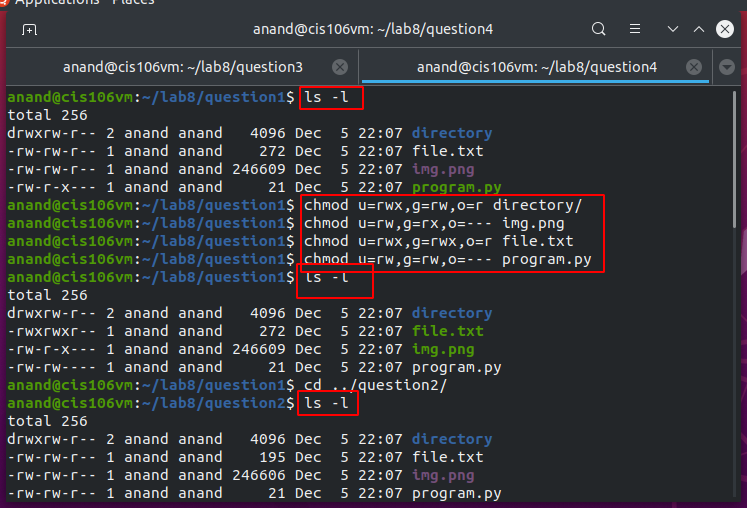 Applications Places
anand@cis106vm: ~/lab8/question4
anand@cis106vm: ~/lab8/question3
anand@cis106vm: ~/lab8/question4
anand@cis106vm:~/lab8/question1$ ls -l
total 256
drwxrw-r-- 2 anand anand   4096 Dec  5 22:07 directory
-rw-rw-r-- 1 anand anand    272 Dec  5 22:07 file.txt
-rw-rw-r-- 1 anand anand 246609 Dec  5 22:07 img.png
-rw-r-x--- 1 anand anand     21 Dec  5 22:07 program.py
anand@cis106vm:~/lab8/question1$ chmod u=rwx,g=rw,o=r directory/
anand@cis106vm:~/lab8/question1$ chmod u=rw,g=rx,o=--- img.png
anand@cis106vm:~/lab8/question1$ chmod u=rwx,g=rwx,o=r file.txt
anand@cis106vm:~/lab8/question1$ chmod u=rw,g=rw,o=--- program.py
anand@cis106vm:~/lab8/question1$ ls -l
total 256
drwxrw-r-- 2 anand anand   4096 Dec  5 22:07 directory
-rwxrwxr-- 1 anand anand    272 Dec  5 22:07 file.txt
-rw-r-x--- 1 anand anand 246609 Dec  5 22:07 img.png
-rw-rw---- 1 anand anand     21 Dec  5 22:07 program.py
anand@cis106vm:~/lab8/question1$ cd ../question2/
anand@cis106vm:~/lab8/question2$ ls -l
total 256
drwxrw-r-- 2 anand anand   4096 Dec  5 22:07 directory
-rw-rw-r-- 1 anand anand    195 Dec  5 22:07 file.txt
-rw-rw-r-- 1 anand anand 246606 Dec  5 22:07 img.png
-rw-rw-r-- 1 anand anand     21 Dec  5 22:07 program.py